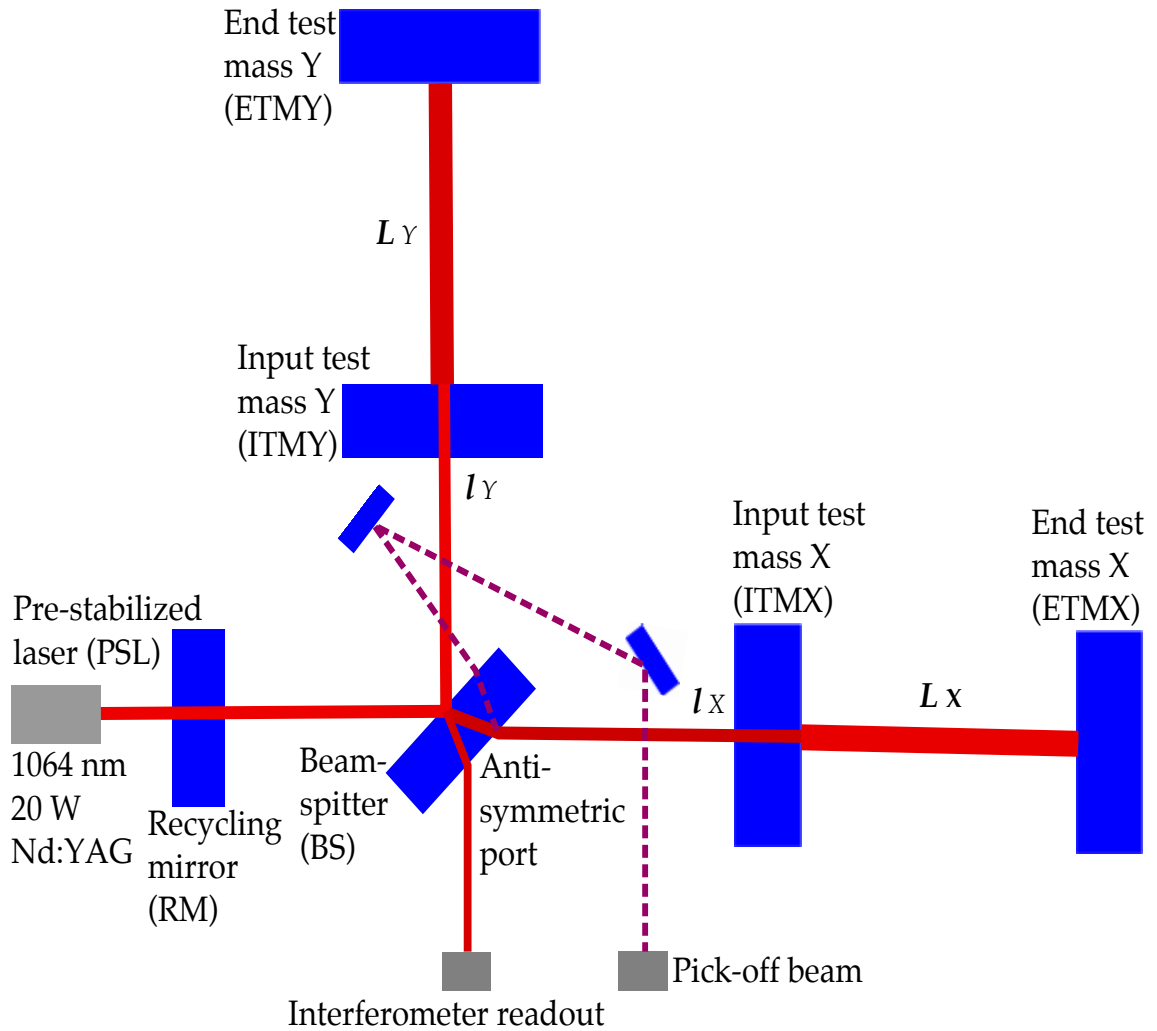 End test
mass Y
(ETMY)
L Y
Input test
mass Y
(ITMY)
l Y
Input test
mass X
(ITMX)
End test
mass X
(ETMX)
Pre-stabilized
laser (PSL)
l X
L X
1064 nm
20 W
Nd:YAG
Recycling
mirror
(RM)
Beam-
spitter
(BS)
Anti-
symmetric
port
Pick-off beam
Interferometer readout